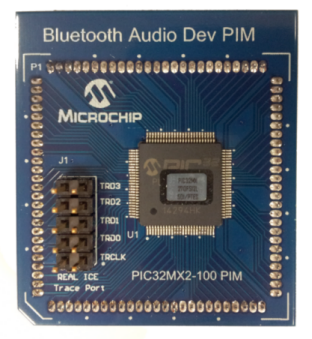 Bluetooth Audio Dev PIM
P1
MICROCHIP
J1
TRD3
TRD2
TRD1
TRD0
TRCLK
U1
PIC32
REAL ICE
Trace Port
PIC32MX2-100 PIM